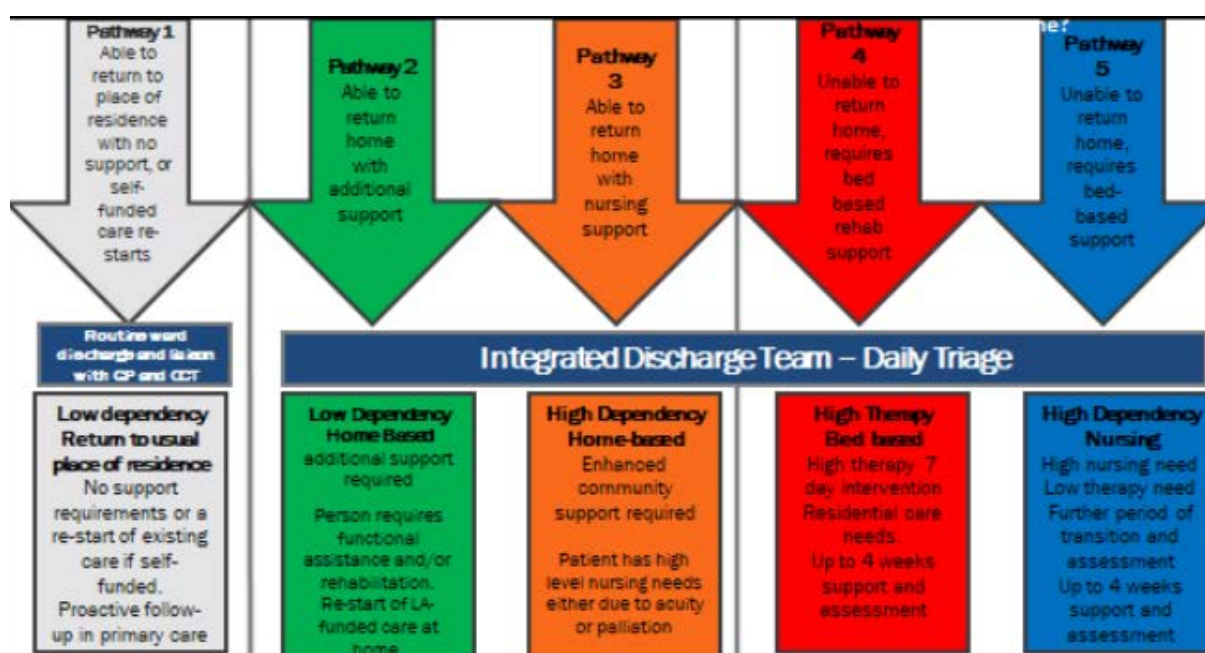 ne?
Pathway 1
Able to
return to
place of
residence
with no
support, or
self-
funded
care re-
starts
Pathway 2
Able to
return
home
with
additional
support
Pathway
3
Able to
return
home
with
nursing
support
Pathway
4
Unable to
return
home,
requires
bed
based
rehab
support
Pathway
5
Unable to
return
home,
requires
bed-
based
support
Routine ward
discharge and liaison
with GP and CCT
Integrated Discharge Team – Daily Triage
Low dependency
Return to usual
place of residence
No support
requirements or a
re-start of existing
care if self-
funded.
Proactive follow-
up in primary care
Low Dependency
Home Based
additional support
required
Person requires
functional
assistance and/or
rehabilitation.
Re-start of LA-
funded care at
home
High Dependency
Home-based
Enhanced
community
support required
Patient has high
level nursing needs
either due to acuity
or palliation
High Therapy
Bed based
High therapy 7
day intervention
Residential care
needs.
Up to 4 weeks
support and
assessment
High Dependency
Nursing
High nursing need
Low therapy need
Further period of
transition and
assessment
Up to 4 weeks
support and
assessment